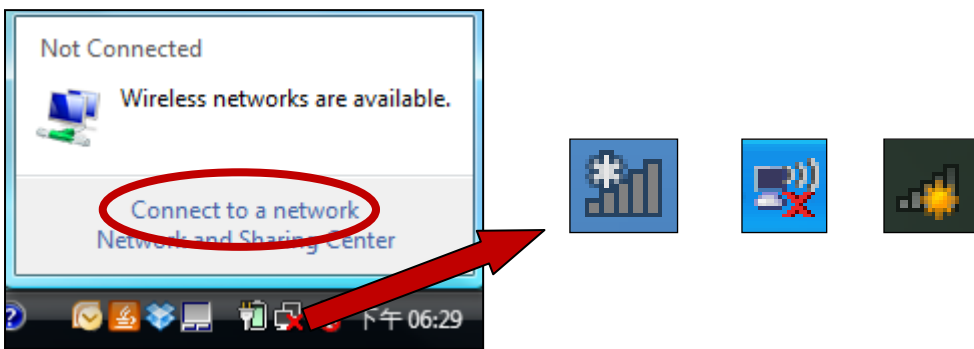 Not Connected
Wireless networks are available.
Connect to a network
Network and Sharing Center
下午 06:29